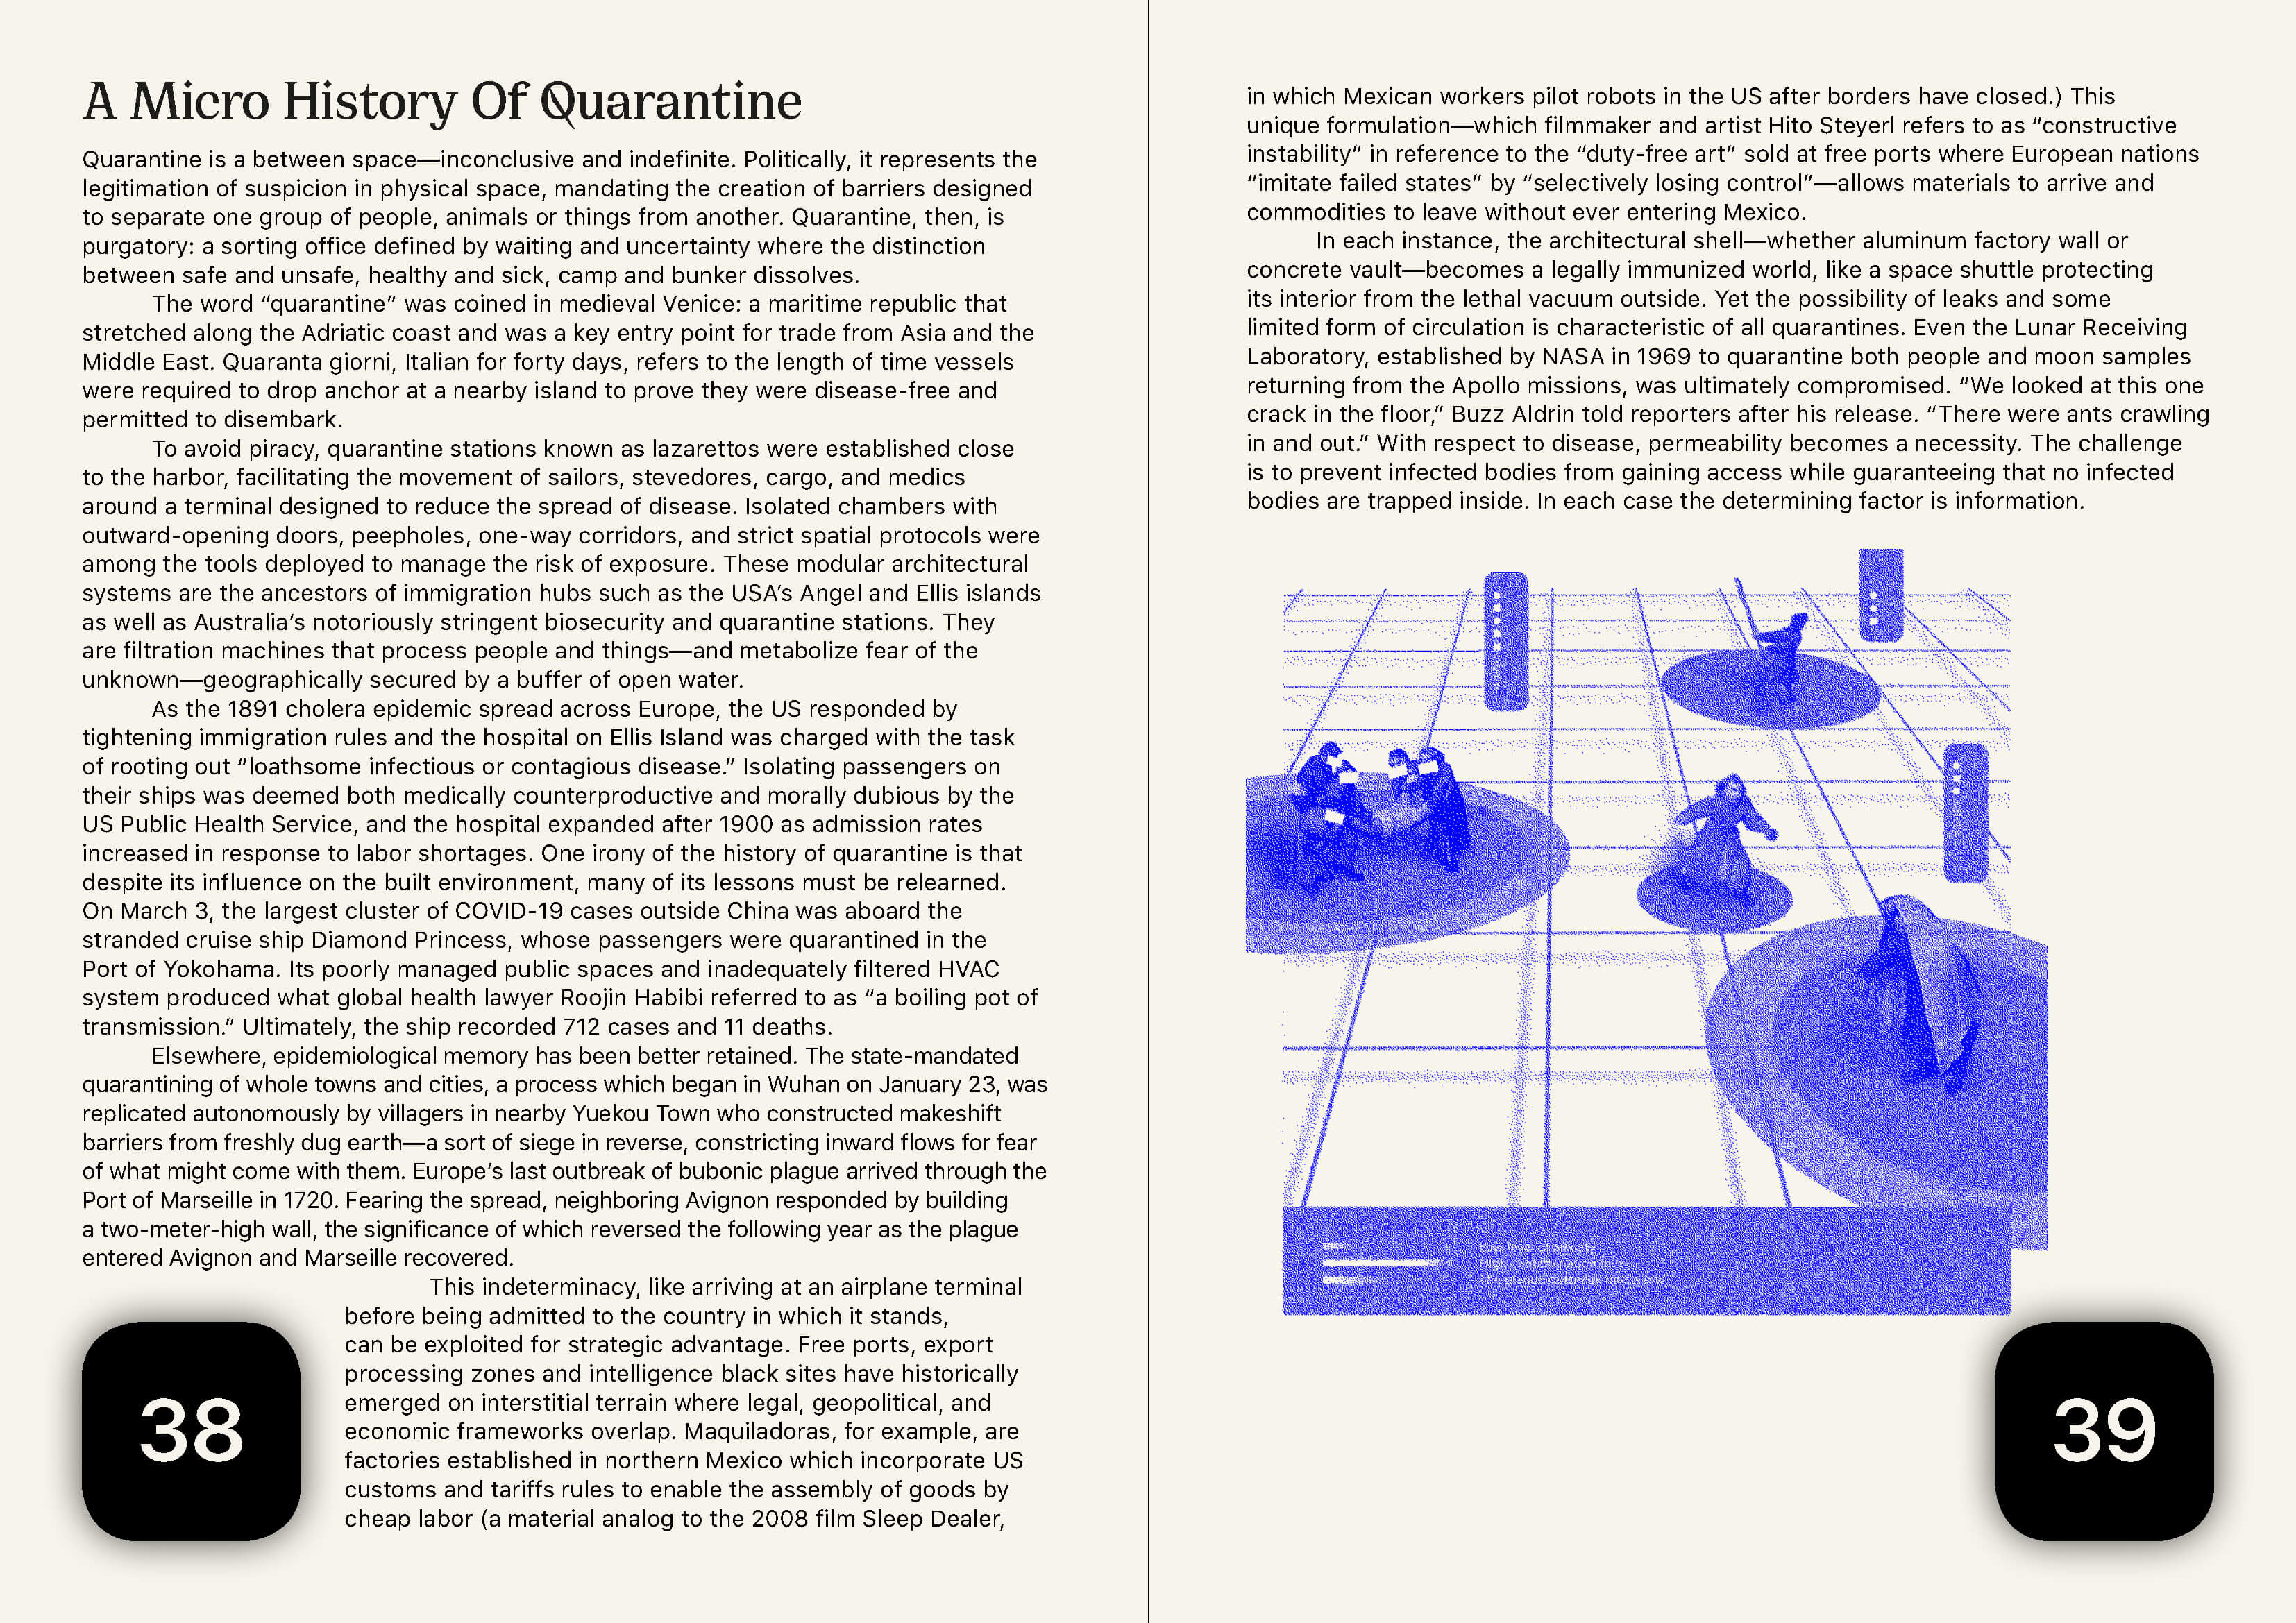 A Micro History Of Quarantine
Quarantine is a between space—inconclusive and indefinite. Politically, it represents the
legitimation of suspicion in physical space, mandating the creation of barriers designed
to separate one group of people, animals or things from another. Quarantine, then, is
purgatory: a sorting office defined by waiting and uncertainty where the distinction
between safe and unsafe, healthy and sick, camp and bunker dissolves.
The word “quarantine” was coined in medieval Venice: a maritime republic that
stretched along the Adriatic coast and was a key entry point for trade from Asia and the
Middle East. Quaranta giorni, Italian for forty days, refers to the length of time vessels
were required to drop anchor at a nearby island to prove they were disease-free and
permitted to disembark.
To avoid piracy, quarantine stations known as lazarettos were established close
to the harbor, facilitating the movement of sailors, stevedores, cargo, and medics
around a terminal designed to reduce the spread of disease. Isolated chambers with
outward-opening doors, peepholes, one-way corridors, and strict spatial protocols were
among the tools deployed to manage the risk of exposure. These modular architectural
systems are the ancestors of immigration hubs such as the USA’s Angel and Ellis islands
as well as Australia’s notoriously stringent biosecurity and quarantine stations. They
are filtration machines that process people and things—and metabolize fear of the
unknown—geographically secured by a buffer of open water.
As the 1891 cholera epidemic spread across Europe, the US responded by
tightening immigration rules and the hospital on Ellis Island was charged with the task
of rooting out “loathsome infectious or contagious disease.” Isolating passengers on
their ships was deemed both medically counterproductive and morally dubious by the
US Public Health Service, and the hospital expanded after 1900 as admission rates
increased in response to labor shortages. One irony of the history of quarantine is that
despite its influence on the built environment, many of its lessons must be relearned.
On March 3, the largest cluster of COVID-19 cases outside China was aboard the
stranded cruise ship Diamond Princess, whose passengers were quarantined in the
Port of Yokohama. Its poorly managed public spaces and inadequately filtered HVAC
system produced what global health lawyer Roojin Habibi referred to as “a boiling pot of
transmission.” Ultimately, the ship recorded 712 cases and 11 deaths.
Elsewhere, epidemiological memory has been better retained. The state-mandated
quarantining of whole towns and cities, a process which began in Wuhan on January 23, was
replicated autonomously by villagers in nearby Yuekou Town who constructed makeshift
barriers from freshly dug earth—a sort of siege in reverse, constricting inward flows for fear
of what might come with them. Europe’s last outbreak of bubonic plague arrived through the
Port of Marseille in 1720. Fearing the spread, neighboring Avignon responded by building
a two-meter-high wall, the significance of which reversed the following year as the plague
entered Avignon and Marseille recovered.
This indeterminacy, like arriving at an airplane terminal
before being admitted to the country in which it stands,
can be exploited for strategic advantage. Free ports, export
processing zones and intelligence black sites have historically
emerged on interstitial terrain where legal, geopolitical, and
economic frameworks overlap. Maquiladoras, for example, are
factories established in northern Mexico which incorporate US
customs and tariffs rules to enable the assembly of goods by
cheap labor (a material analog to the 2008 film Sleep Dealer,
38
in which Mexican workers pilot robots in the US after borders have closed.) This
unique formulation—which filmmaker and artist Hito Steyerl refers to as “constructive
instability” in reference to the “duty-free art” sold at free ports where European nations
“imitate failed states” by “selectively losing control”—allows materials to arrive and
commodities to leave without ever entering Mexico.
In each instance, the architectural shell—whether aluminum factory wall or
concrete vault—becomes a legally immunized world, like a space shuttle protecting
its interior from the lethal vacuum outside. Yet the possibility of leaks and some
limited form of circulation is characteristic of all quarantines. Even the Lunar Receiving
Laboratory, established by NASA in 1969 to quarantine both people and moon samples
returning from the Apollo missions, was ultimately compromised. “We looked at this one
crack in the floor,” Buzz Aldrin told reporters after his release. “There were ants crawling
in and out.” With respect to disease, permeability becomes a necessity. The challenge
is to prevent infected bodies from gaining access while guaranteeing that no infected
bodies are trapped inside. In each case the determining factor is information.
Low level of anxiety
High contamination level
The plague outbreak rate is low
39